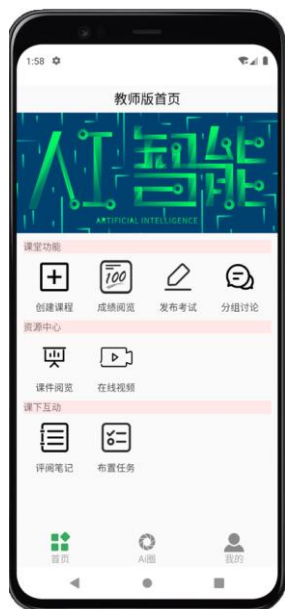 1:58
教师版首页
人工智能
ARTIFICIAL INTELLIGENCE
课堂功能
100
创建课程 成绩阅览 发布考试 分组讨论
资源中心
课件阅览 在线视频
课下互动
评阅笔记 布置任务
首页 Ai圈 我的